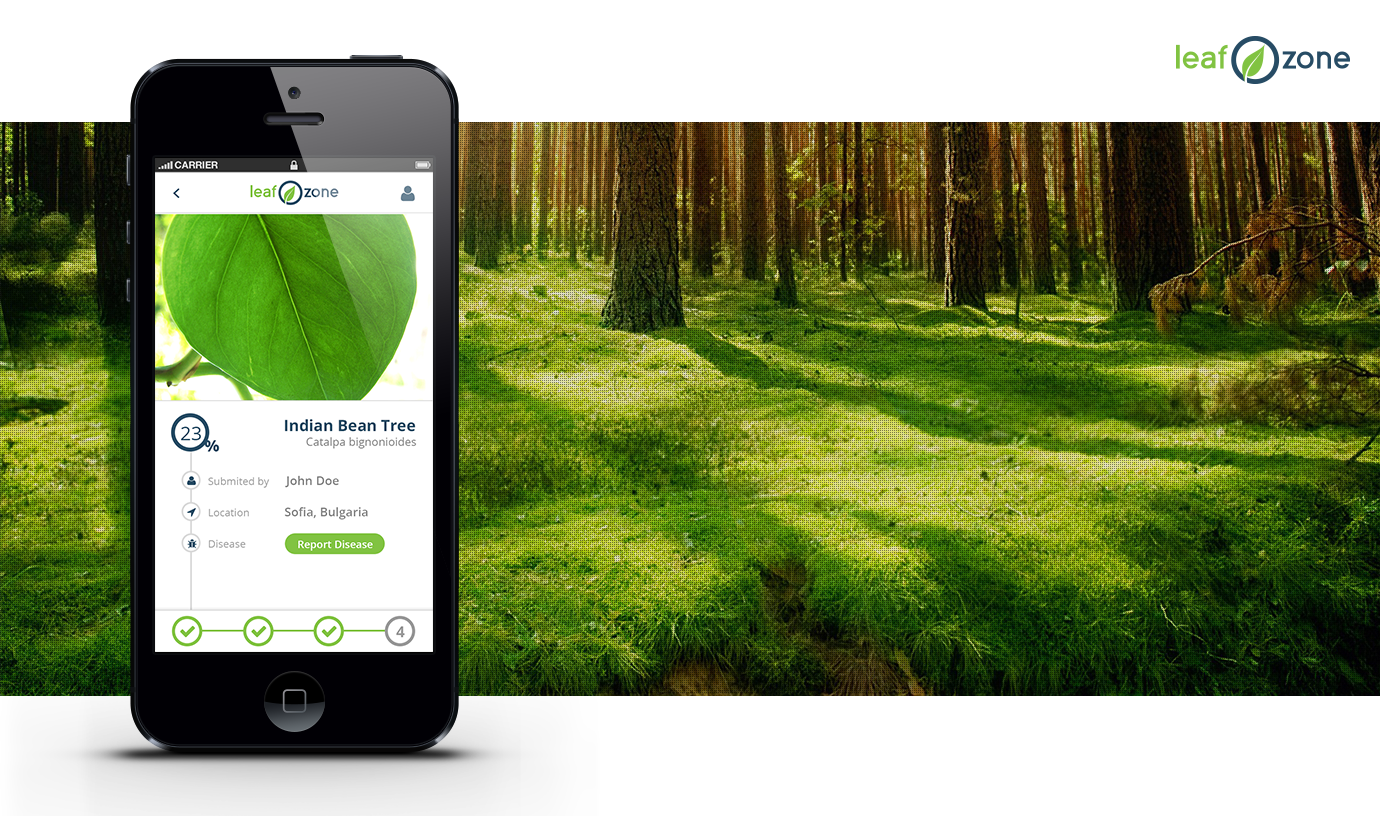 leaf zone
CARRIER
leaf zone
23%
Indian Bean Tree
Catalpa bignonioides
Submited by John Doe
Location Sofia, Bulgaria
Disease Report Disease
4